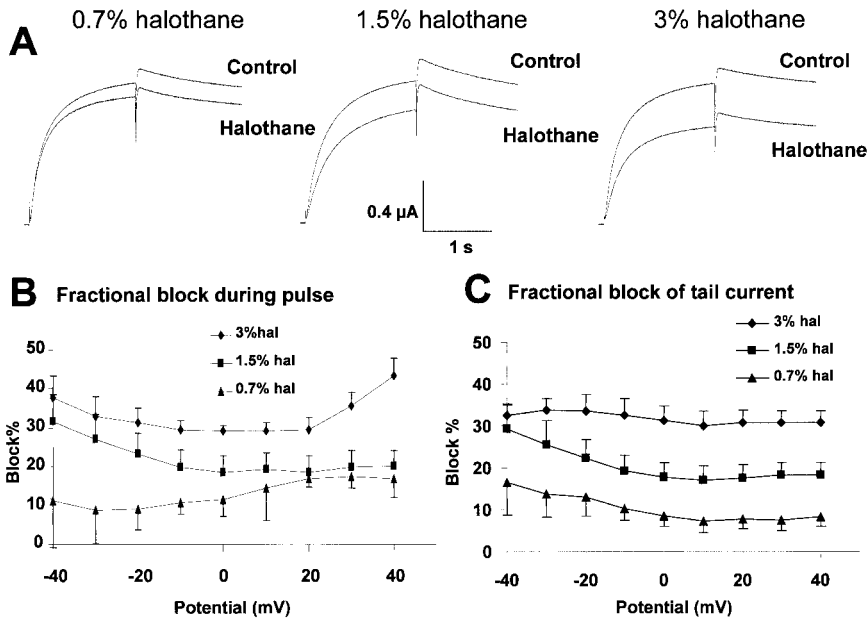 0.7% halothane 1.5% halothane 3% halothane
A
Control Control Control
Halothane Halothane Halothane
0.4 µA
1 s
B Fractional block during pulse
3%hal
1.5% hal
0.7% hal
50
40
30
20
10
0
Block%
-40 -20 0 20 40
Potential (mV)
C Fractional block of tail current
3% hal
1.5% hal
0.7% hal
50
40
30
20
10
0
Block %
-40 -20 0 20 40
Potential (mV)